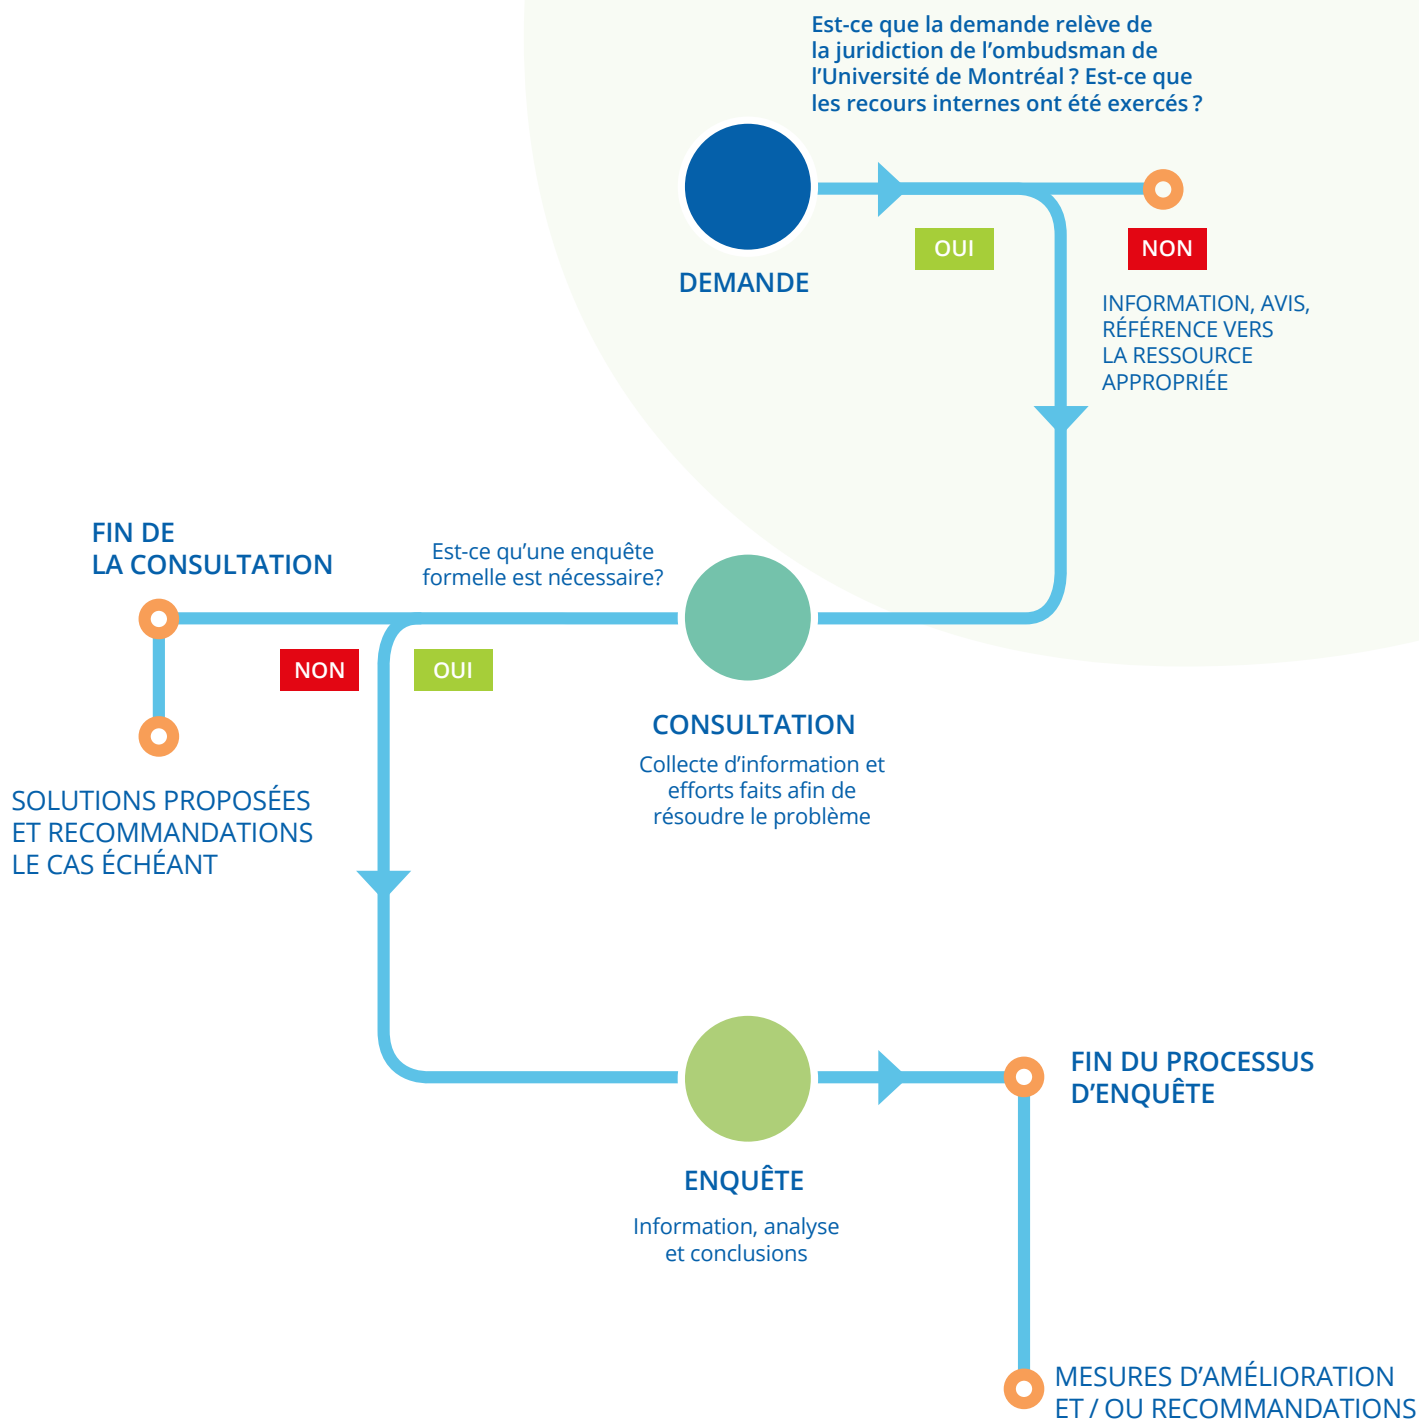 Est-ce que la demande relève de
la juridiction de l’ombudsman de
l’Université de Montréal ? Est-ce que
les recours internes ont été exercés ?
DEMANDE
OUI
NON
INFORMATION, AVIS,
RÉFÉRENCE VERS
LA RESSOURCE
APPROPRIÉE
FIN DE
LA CONSULTATION
Est-ce qu’une enquête
formelle est nécessaire?
NON
OUI
CONSULTATION
Collecte d’information et
efforts faits afin de
résoudre le problème
SOLUTIONS PROPOSÉES
ET RECOMMANDATIONS
LE CAS ÉCHÉANT
ENQUÊTE
Information, analyse
et conclusions
FIN DU PROCESSUS
D’ENQUÊTE
MESURES D’AMÉLIORATION
ET / OU RECOMMANDATIONS